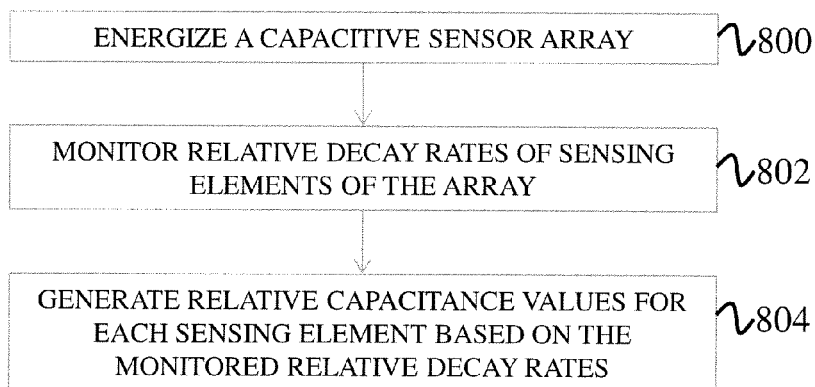 ENERGIZE A CAPACITIVE SENSOR ARRAY
800
MONITOR RELATIVE DECAY RATES OF SENSING
ELEMENTS OF THE ARRAY
802
GENERATE RELATIVE CAPACITANCE VALUES FOR
EACH SENSING ELEMENT BASED ON THE
MONITORED RELATIVE DECAY RATES
804